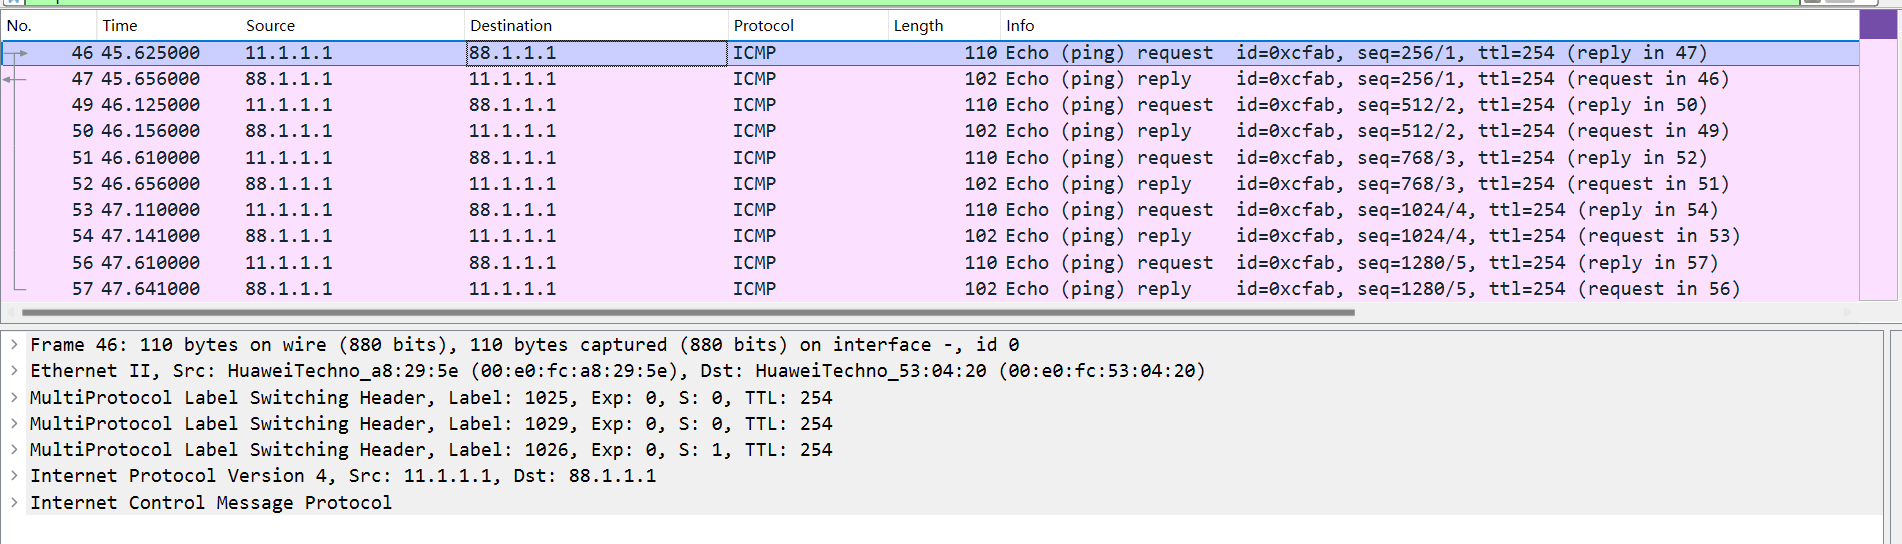 No. Time Source Destination Protocol Length Info
46 45.625000 11.1.1.1 88.1.1.1 ICMP 110 Echo (ping) request id=0xcfab, seq=256/1, ttl=254 (reply in 47)
47 45.656000 88.1.1.1 11.1.1.1 ICMP 102 Echo (ping) reply id=0xcfab, seq=256/1, ttl=254 (request in 46)
49 46.125000 11.1.1.1 88.1.1.1 ICMP 110 Echo (ping) request id=0xcfab, seq=512/2, ttl=254 (reply in 50)
50 46.156000 88.1.1.1 11.1.1.1 ICMP 102 Echo (ping) reply id=0xcfab, seq=512/2, ttl=254 (request in 49)
51 46.610000 11.1.1.1 88.1.1.1 ICMP 110 Echo (ping) request id=0xcfab, seq=768/3, ttl=254 (reply in 52)
52 46.656000 88.1.1.1 11.1.1.1 ICMP 102 Echo (ping) reply id=0xcfab, seq=768/3, ttl=254 (request in 51)
53 47.110000 11.1.1.1 88.1.1.1 ICMP 110 Echo (ping) request id=0xcfab, seq=1024/4, ttl=254 (reply in 54)
54 47.141000 88.1.1.1 11.1.1.1 ICMP 102 Echo (ping) reply id=0xcfab, seq=1024/4, ttl=254 (request in 53)
56 47.610000 11.1.1.1 88.1.1.1 ICMP 110 Echo (ping) request id=0xcfab, seq=1280/5, ttl=254 (reply in 57)
57 47.641000 88.1.1.1 11.1.1.1 ICMP 102 Echo (ping) reply id=0xcfab, seq=1280/5, ttl=254 (request in 56)
Frame 46: 110 bytes on wire (880 bits), 110 bytes captured (880 bits) on interface -, id 0
Ethernet II, Src: HuaweiTechno_a8:29:5e (00:e0:fc:a8:29:5e), Dst: HuaweiTechno_53:04:20 (00:e0:fc:53:04:20)
MultiProtocol Label Switching Header, Label: 1025, Exp: 0, S: 0, TTL: 254
MultiProtocol Label Switching Header, Label: 1029, Exp: 0, S: 0, TTL: 254
MultiProtocol Label Switching Header, Label: 1026, Exp: 0, S: 1, TTL: 254
Internet Protocol Version 4, Src: 11.1.1.1, Dst: 88.1.1.1
Internet Control Message Protocol